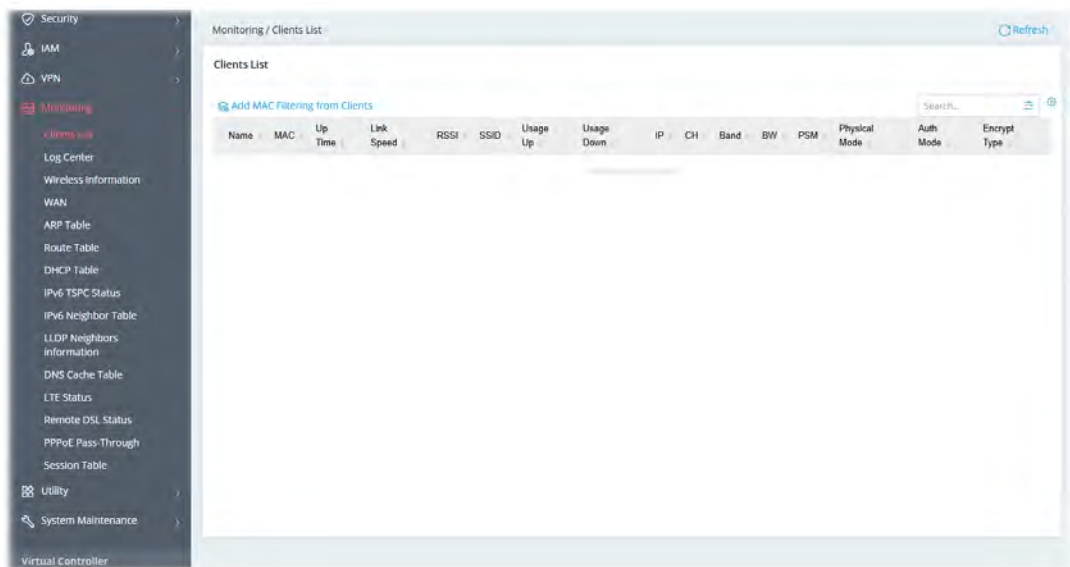 Security
IAM
VPN
Monitoring
Clients List
Log Center
Wireless Information
WAN
ARP Table
Route Table
DHCP Table
IPv6 TSPC Status
IPv6 Neighbor Table
LLDP Neighbors
information
DNS Cache Table
LTE Status
Remote DSL Status
PPPoE Pass-Through
Session Table
Utility
System Maintenance
Virtual Controller
Monitoring / Clients List
Refresh
Clients List
Add MAC Filtering from Clients
Search...
Name MAC Up Time Link Speed RSSI SSID Usage Up Usage Down IP CH Band BW PSM Physical Mode Auth Mode Encrypt Type